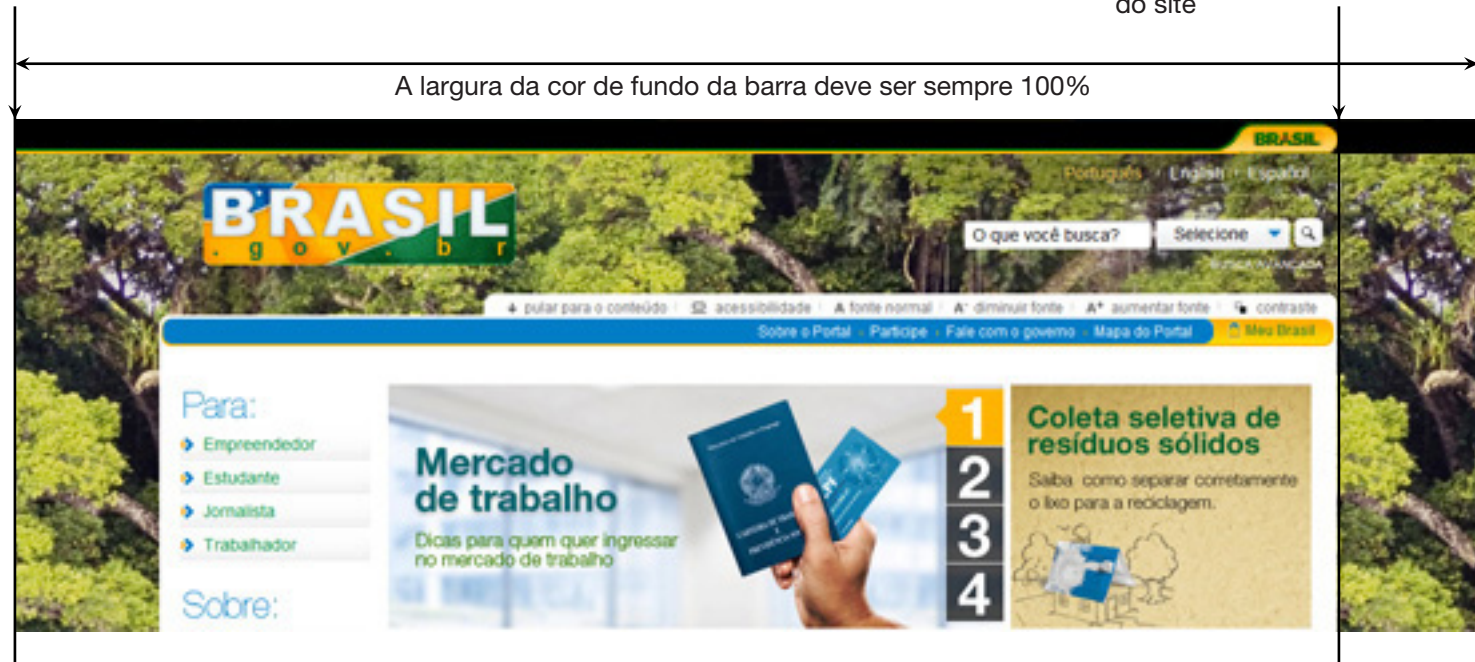 do site
A largura da cor de fundo da barra deve ser sempre 100%
BRASIL
BRASIL
.gov.br
Português English Español
O que você busca? Selecione
BUSCA AVANÇADA
pular para o conteúdo acessibilidade A fonte normal A- diminuir fonte A+ aumentar fonte contraste
Sobre o Portal Participe Fale com o governo Mapa do Portal Meu Brasil
Para:
Empreendedor
Estudante
Jornalista
Trabalhador
Sobre:
Mercado
de trabalho
Dicas para quem quer ingressar
no mercado de trabalho
1
2
3
4
Coleta seletiva de
resíduos sólidos
Saiba como separar corretamente
o lixo para a reciclagem.